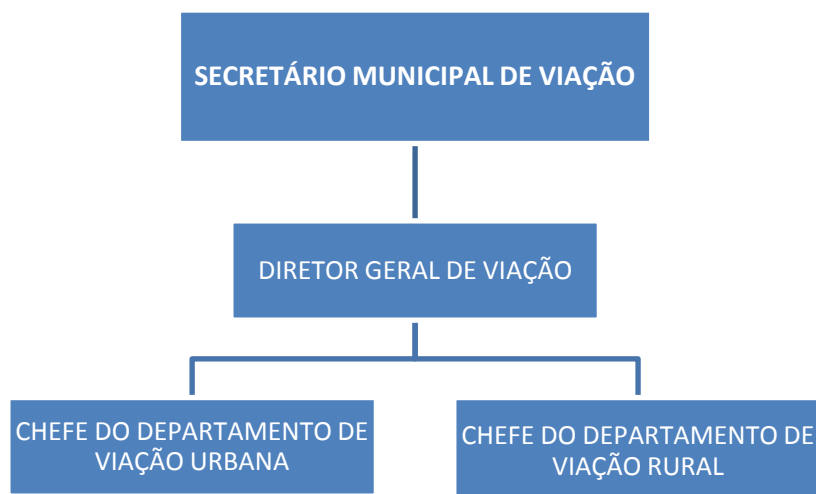 SECRETÁRIO MUNICIPAL DE VIAÇÃO
DIRETOR GERAL DE VIAÇÃO
CHEFE DO DEPARTAMENTO DE
VIAÇÃO URBANA
CHEFE DO DEPARTAMENTO DE
VIAÇÃO RURAL